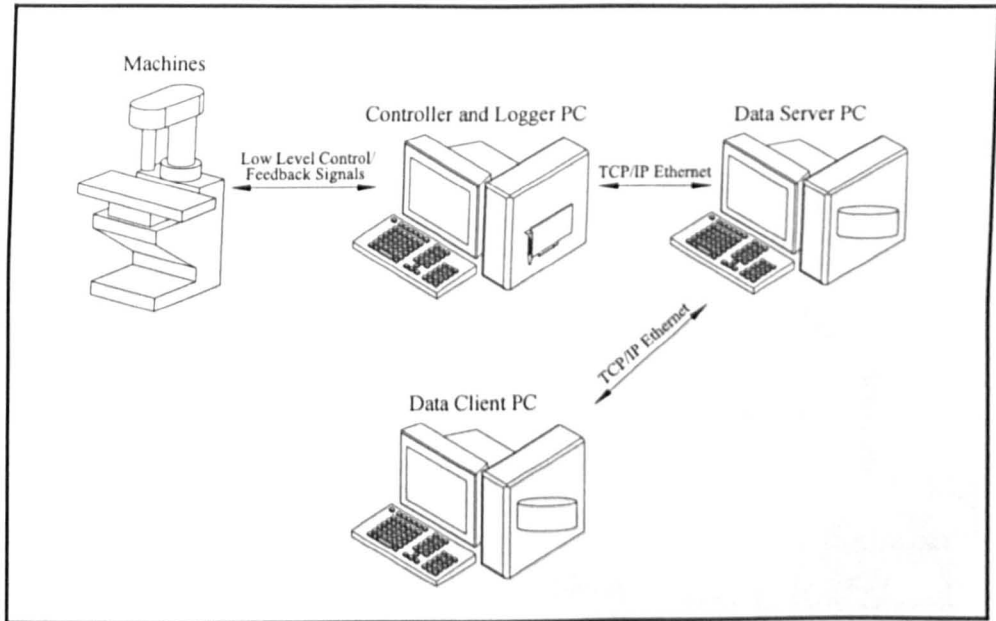 Machines
Controller and Logger PC
Data Server PC
Low Level Control/
Feedback Signals
TCP/IP Ethernet
TCP/IP Ethernet
Data Client PC